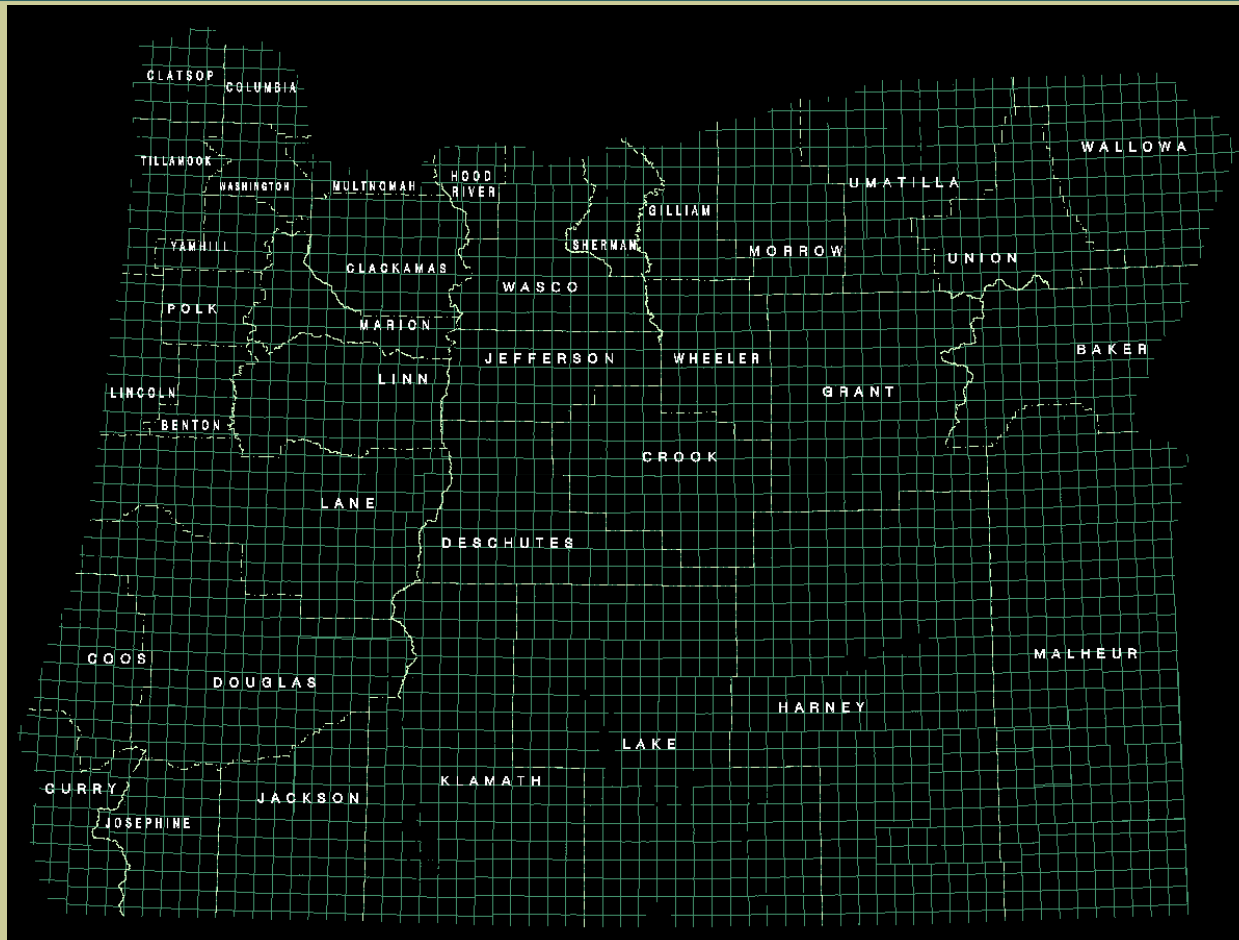 CLATSOP
COLUMBIA
WALLOWA
TILLAMOOK
WASHINGTON
MULTNOMAH
HOOD
RIVER
UMATILLA
GILLIAM
YAMHILL
SHERMAN
MORROW
UNION
CLACKAMAS
WASCO
POLK
MARION
JEFFERSON
WHEELER
BAKER
LINN
GRANT
LINCOLN
BENTON
CROOK
LANE
DESCHUTES
COOS
MALHEUR
DOUGLAS
HARNEY
LAKE
KLAMATH
CURRY
JACKSON
JOSEPHINE